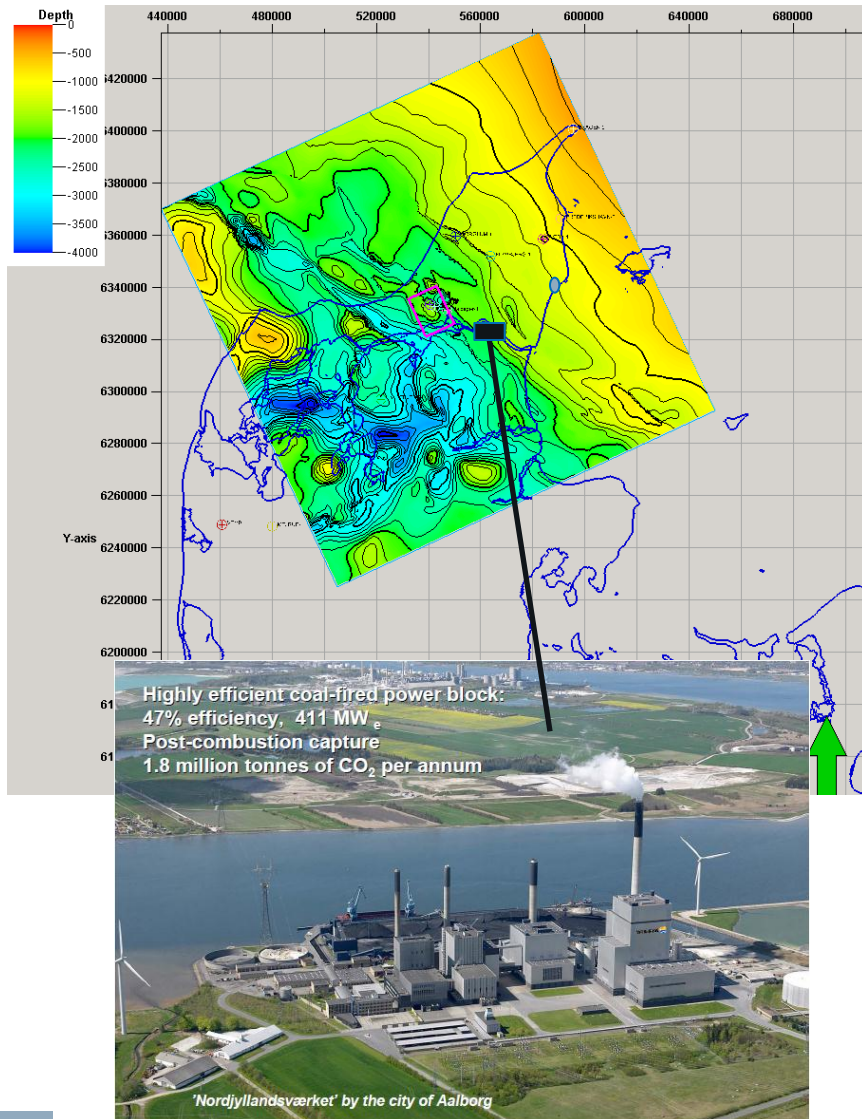 Depth
0
-500
-1000
-1500
-2000
-2500
-3000
-3500
-4000
440000 480000 520000 560000 600000 640000 680000
6420000
6400000
6380000
6360000
6340000
6320000
6300000
6280000
6260000
6240000
Y-axis
6220000
6200000
61
61
Highly efficient coal-fired power block:
47% efficiency, 411 MWe
Post-combustion capture
1.8 million tonnes of CO2 per annum
'Nordjyllandsværket' by the city of Aalborg